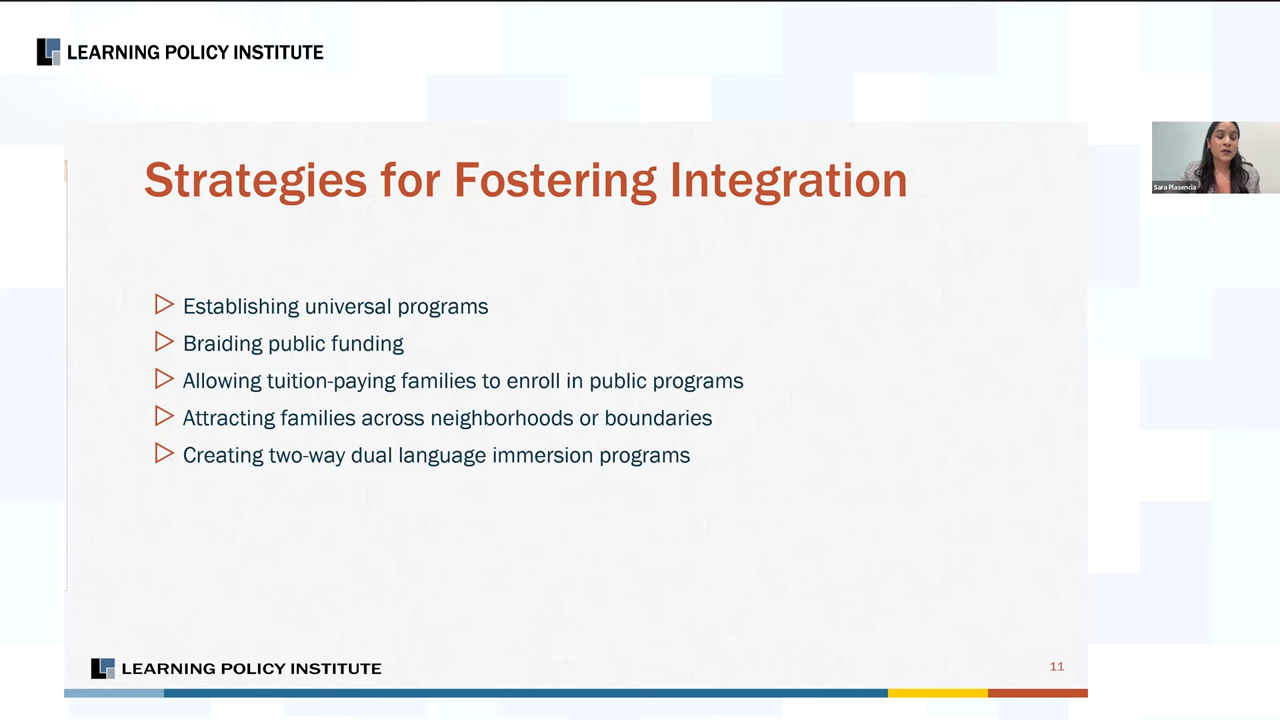 LEARNING POLICY INSTITUTE
Strategies for Fostering Integration
Sara Plasencia
Establishing universal programs
Braiding public funding
Allowing tuition-paying families to enroll in public programs
Attracting families across neighborhoods or boundaries
Creating two-way dual language immersion programs
LEARNING POLICY INSTITUTE
11